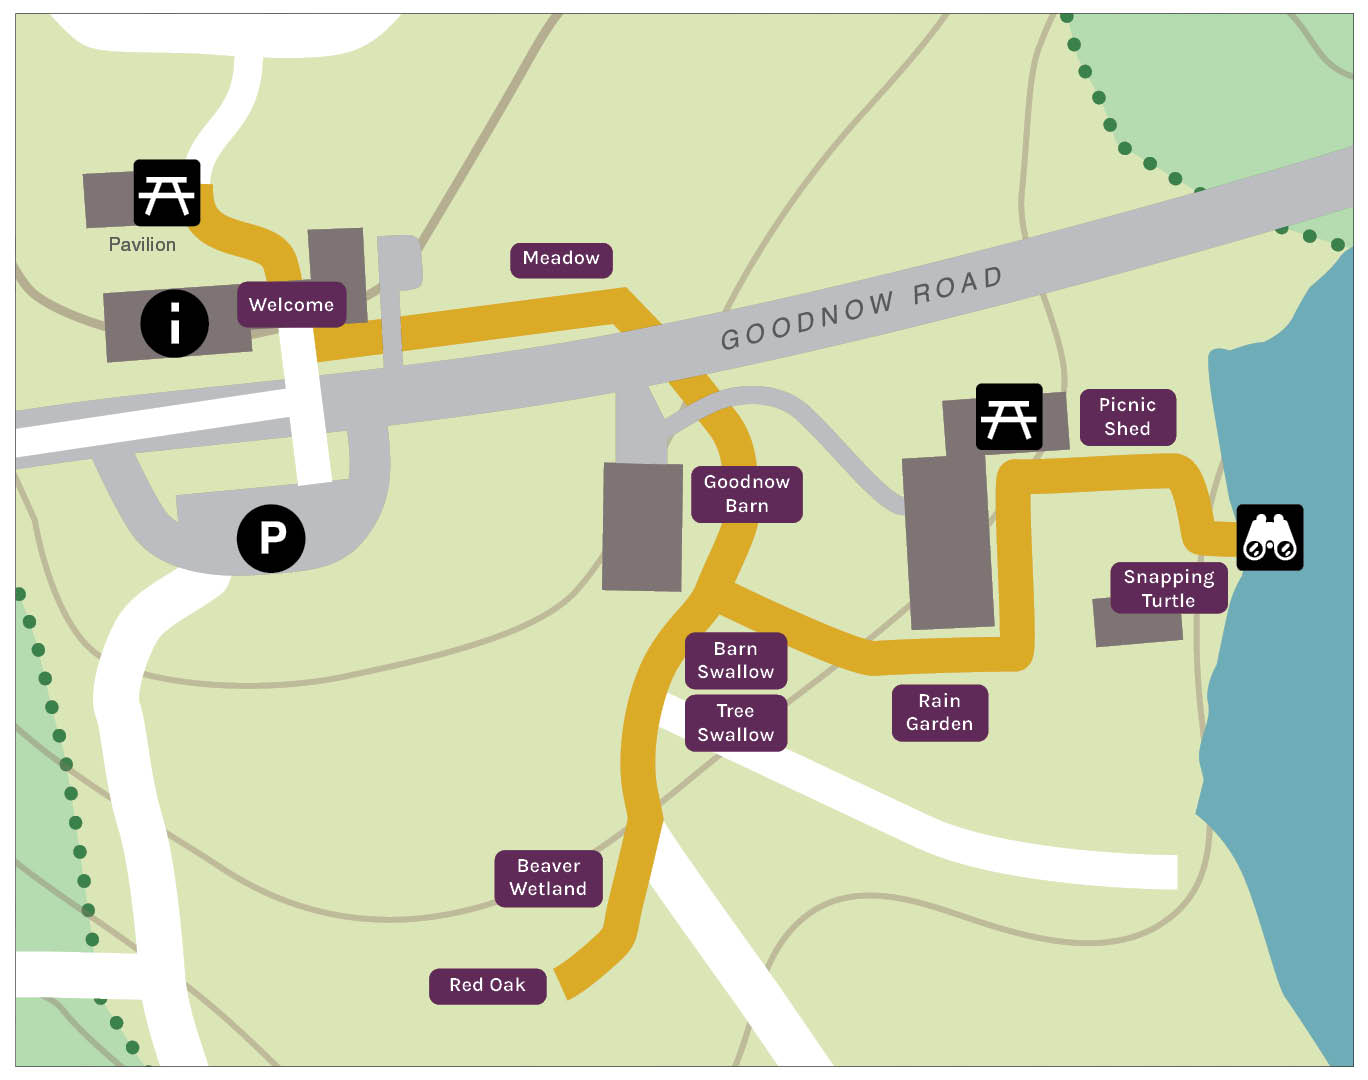 Pavilion
Meadow
Welcome
i
GOODNOW ROAD
Picnic
Shed
Goodnow
Barn
P
Snapping
Turtle
Barn
Swallow
Tree
Swallow
Rain
Garden
Beaver
Wetland
Red Oak